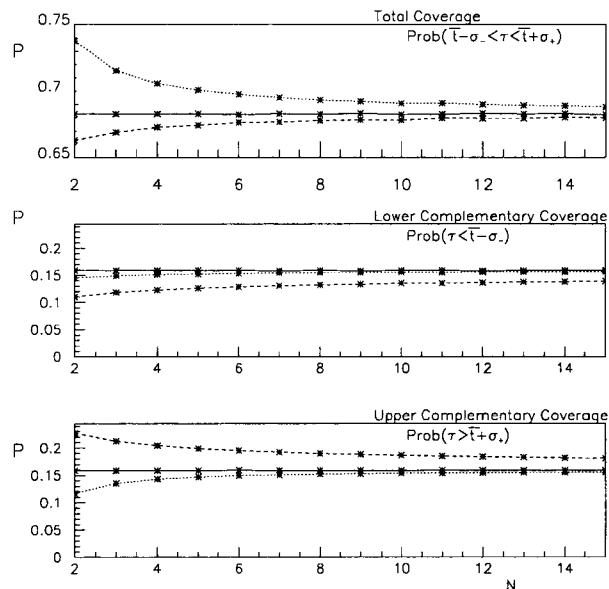 Total Coverage
P
Prob(t̄−σ₋<τ<t̄+σ₊)
0.75
0.7
0.65
2 4 6 8 10 12 14
Lower Complementary Coverage
P
Prob(τ<t̄−σ₋)
0.2
0.15
0.1
0.05
0
2 4 6 8 10 12 14
Upper Complementary Coverage
P
Prob(τ>t̄+σ₊)
0.2
0.15
0.1
0.05
0
2 4 6 8 10 12 14
N